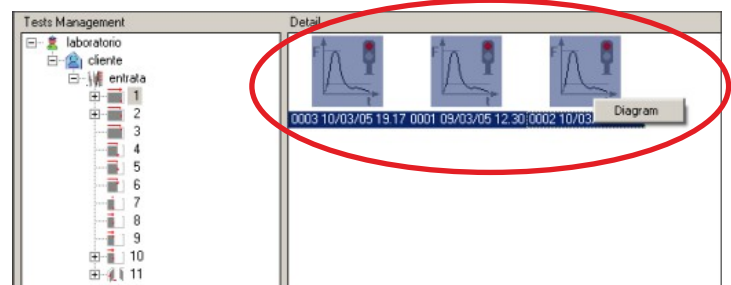 Tests Management
laboratorio
cliente
entrata
1
2
3
4
5
6
7
8
9
10
11
Detail
F t
F t
F
0003 10/03/05 19.17 0001 09/03/05 12.30 0002 10/03/
Diagram